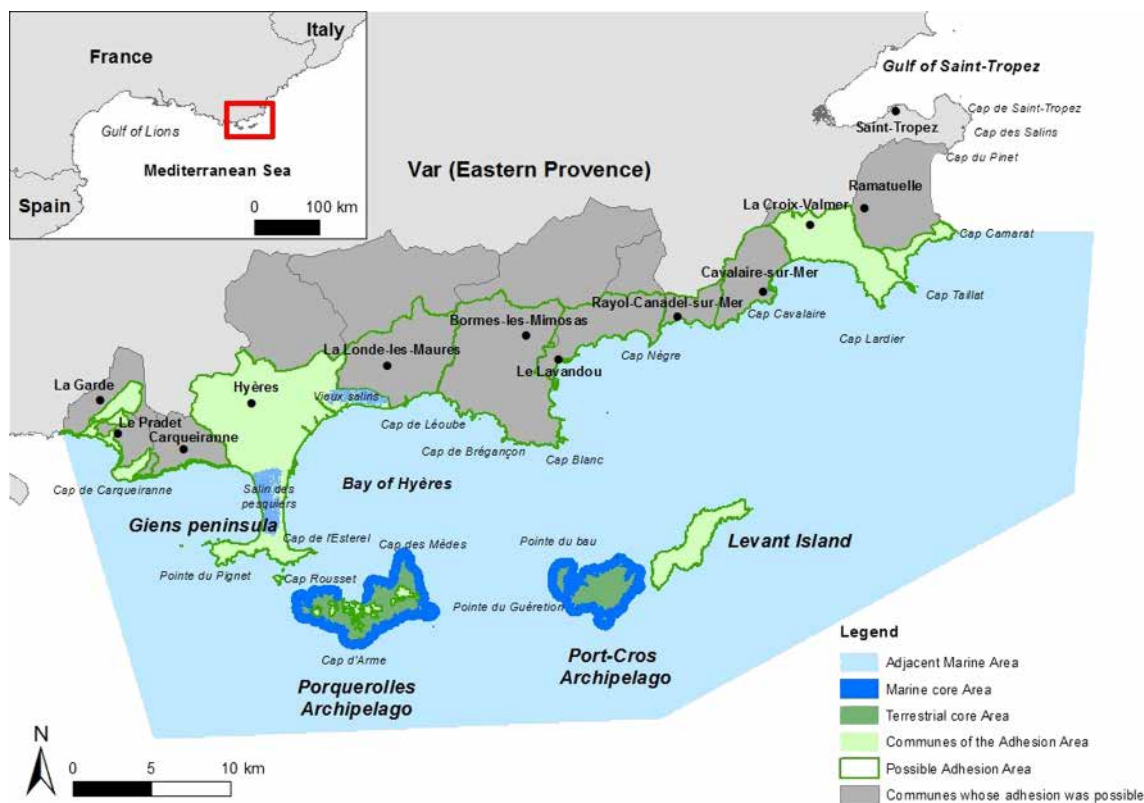 Italy
France
Gulf of Lions
Mediterranean Sea
Spain
0 100 km
Gulf of Saint-Tropez
Cap de Saint-Tropez
Saint-Tropez
Cap des Salins
Cap du Pinet
Var (Eastern Provence)
Ramatuelle
La Croix-Valmer
Cap Camarat
Cavalaire-sur-Mer
Cap Taillat
Rayol-Canadel-sur-Mer
Cap Cavalaire
Bormes-les-Mimosas
Cap Lardier
La Londe-les-Maures
Cap Nègre
Le Lavandou
La Garde
Hyères
Vieux salins
Le Pradet
Cap de Léoube
Carqueiranne
Cap de Brégançon
Cap Blanc
Cap de Carqueiranne
Salin des
pesquiers
Bay of Hyères
Giens peninsula
Cap de l'Esterel
Cap des Mèdes
Pointe du bau
Levant Island
Pointe du Pignet
Cap Rousset
Pointe du Guéretion
Cap d'Arme
Port-Cros
Archipelago
Porquerolles
Archipelago
N
0 5 10 km
Legend
Adjacent Marine Area
Marine core Area
Terrestrial core Area
Communes of the Adhesion Area
Possible Adhesion Area
Communes whose adhesion was possible